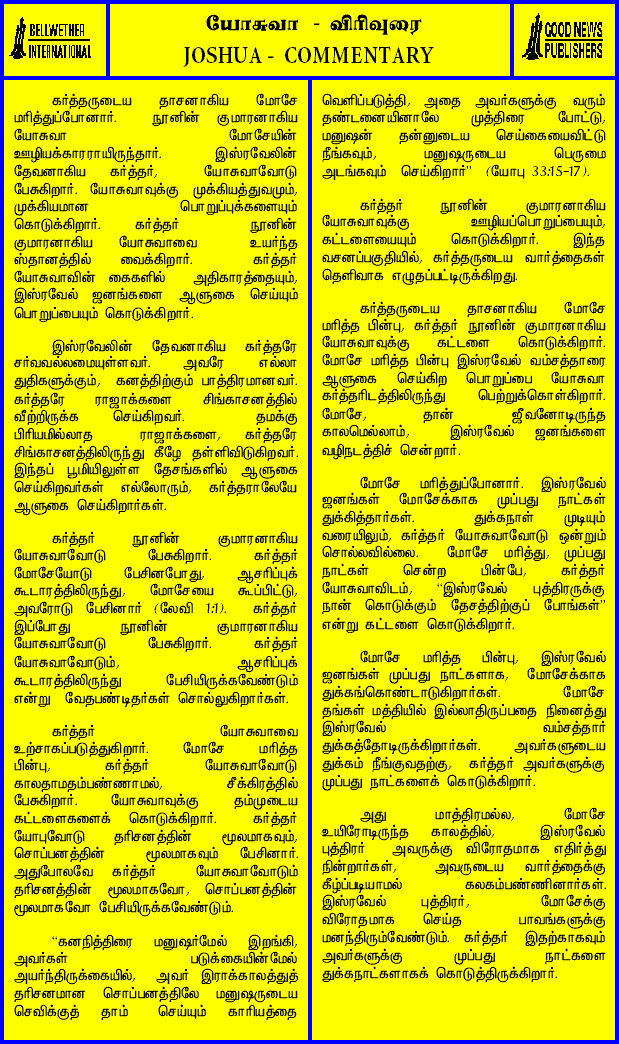 BELLWETHER
INTERNATIONAL
யோசுவா - விரிவுரை
JOSHUA - COMMENTARY
GOOD NEWS
PUBLISHERS
கர்த்தருடைய தாசனாகிய மோசே
மரித்துப்போனார். நூனின் குமாரனாகிய
யோசுவா மோசேயின்
ஊழியக்காரராயிருந்தார். இஸ்ரவேலின்
தேவனாகிய கர்த்தர், யோசுவாவோடு
பேசுகிறார். யோசுவாவுக்கு முக்கியத்துவமும்,
முக்கியமான பொறுப்புக்களையும்
கொடுக்கிறார். கர்த்தர் நூனின்
குமாரனாகிய யோசுவாவை உயர்ந்த
ஸ்தானத்தில் வைக்கிறார். கர்த்தர்
யோசுவாவின் கைகளில் அதிகாரத்தையும்,
இஸ்ரவேல் ஜனங்களை ஆளுகை செய்யும்
பொறுப்பையும் கொடுக்கிறார்.
இஸ்ரவேலின் தேவனாகிய கர்த்தரே
சர்வவல்லமையுள்ளவர். அவரே எல்லா
துதிகளுக்கும், கனத்திற்கும் பாத்திரமானவர்.
கர்த்தரே ராஜாக்களை சிங்காசனத்தில்
வீற்றிருக்க செய்கிறவர். தமக்கு
பிரியமில்லாத ராஜாக்களை, கர்த்தரே
சிங்காசனத்திலிருந்து கீழே தள்ளிவிடுகிறவர்.
இந்தப் பூமியிலுள்ள தேசங்களில் ஆளுகை
செய்கிறவர்கள் எல்லோரும், கர்த்தராலேயே
ஆளுகை செய்கிறார்கள்.
கர்த்தர் நூனின் குமாரனாகிய
யோசுவாவோடு பேசுகிறார். கர்த்தர்
மோசேயோடு பேசினபோது, ஆசரிப்புக்
கூடாரத்திலிருந்து, மோசேயை கூப்பிட்டு,
அவரோடு பேசினார் (லேவி 1:1). கர்த்தர்
இப்போது நூனின் குமாரனாகிய
யோசுவாவோடு பேசுகிறார். கர்த்தர்
யோசுவாவோடும், ஆசரிப்புக்
கூடாரத்திலிருந்து பேசியிருக்கவேண்டும்
என்று வேதபண்டிதர்கள் சொல்லுகிறார்கள்.
கர்த்தர் யோசுவாவை
உற்சாகப்படுத்துகிறார். மோசே மரித்த
பின்பு, கர்த்தர் யோசுவாவோடு
காலதாமதம்பண்ணாமல், சீக்கிரத்தில்
பேசுகிறார். யோசுவாவுக்கு தம்முடைய
கட்டளைகளைக் கொடுக்கிறார். கர்த்தர்
யோபுவோடு தரிசனத்தின் மூலமாகவும்,
சொப்பனத்தின் மூலமாகவும் பேசினார்.
அதுபோலவே கர்த்தர் யோசுவாவோடும்
தரிசனத்தின் மூலமாகவோ, சொப்பனத்தின்
மூலமாகவோ பேசியிருக்கவேண்டும்.
“கனநித்திரை மனுஷர்மேல் இறங்கி,
அவர்கள் படுக்கையின்மேல்
அயர்ந்திருக்கையில், அவர் இராக்காலத்துத்
தரிசனமான சொப்பனத்திலே மனுஷருடைய
செவிக்குத் தாம் செய்யும் காரியத்தை
வெளிப்படுத்தி, அதை அவர்களுக்கு வரும்
தண்டனையினாலே முத்திரை போட்டு,
மனுஷன் தன்னுடைய செய்கையைவிட்டு
நீங்கவும், மனுஷருடைய பெருமை
அடங்கவும் செய்கிறார்” (யோபு 33:15-17).
கர்த்தர் நூனின் குமாரனாகிய
யோசுவாவுக்கு ஊழியப்பொறுப்பையும்,
கட்டளையையும் கொடுக்கிறார். இந்த
வசனப்பகுதியில், கர்த்தருடைய வார்த்தைகள்
தெளிவாக எழுதப்பட்டிருக்கிறது.
கர்த்தருடைய தாசனாகிய மோசே
மரித்த பின்பு, கர்த்தர் நூனின் குமாரனாகிய
யோசுவாவுக்கு கட்டளை கொடுக்கிறார்.
மோசே மரித்த பின்பு இஸ்ரவேல் வம்சத்தாரை
ஆளுகை செய்கிற பொறுப்பை யோசுவா
கர்த்தரிடத்திலிருந்து பெற்றுக்கொள்கிறார்.
மோசே, தான் ஜீவனோடிருந்த
காலமெல்லாம், இஸ்ரவேல் ஜனங்களை
வழிநடத்திச் சென்றார்.
மோசே மரித்துப்போனார். இஸ்ரவேல்
ஜனங்கள் மோசேக்காக முப்பது நாட்கள்
துக்கித்தார்கள். துக்கநாள் முடியும்
வரையிலும், கர்த்தர் யோசுவாவோடு ஒன்றும்
சொல்லவில்லை. மோசே மரித்து, முப்பது
நாட்கள் சென்ற பின்பே, கர்த்தர்
யோசுவாவிடம், “இஸ்ரவேல் புத்திரருக்கு
நான் கொடுக்கும் தேசத்திற்குப் போங்கள்”
என்று கட்டளை கொடுக்கிறார்.
மோசே மரித்த பின்பு, இஸ்ரவேல்
ஜனங்கள் முப்பது நாட்களாக, மோசேக்காக
துக்கங்கொண்டாடுகிறார்கள். மோசே
தங்கள் மத்தியில் இல்லாதிருப்பதை நினைத்து
இஸ்ரவேல் வம்சத்தார்
துக்கத்தோடிருக்கிறார்கள். அவர்களுடைய
துக்கம் நீங்குவதற்கு, கர்த்தர் அவர்களுக்கு
முப்பது நாட்களைக் கொடுக்கிறார்.
அது மாத்திரமல்ல, மோசே
உயிரோடிருந்த காலத்தில், இஸ்ரவேல்
புத்திரர் அவருக்கு விரோதமாக எதிர்த்து
நின்றார்கள், அவருடைய வார்த்தைக்கு
கீழ்ப்படியாமல் கலகம்பண்ணினார்கள்.
இஸ்ரவேல் புத்திரர், மோசேக்கு
விரோதமாக செய்த பாவங்களுக்கு
மனந்திரும்வேண்டும். கர்த்தர் இதற்காகவும்
அவர்களுக்கு முப்பது நாட்களை
துக்கநாட்களாகக் கொடுத்திருக்கிறார்.